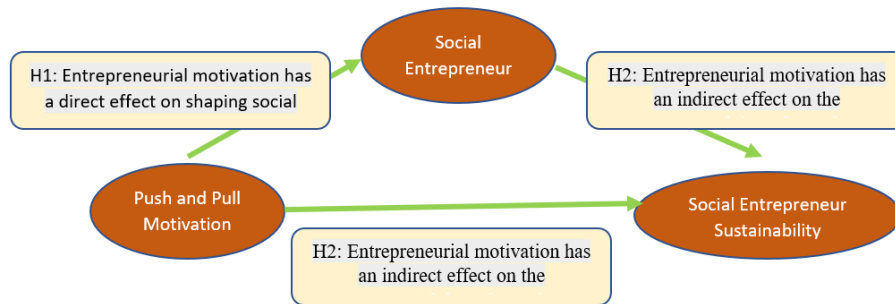 Social
Entrepreneur
H1: Entrepreneurial motivation has
a direct effect on shaping social
H2: Entrepreneurial motivation has
an indirect effect on the
Push and Pull
Motivation
Social Entrepreneur
Sustainability
H2: Entrepreneurial motivation has
an indirect effect on the